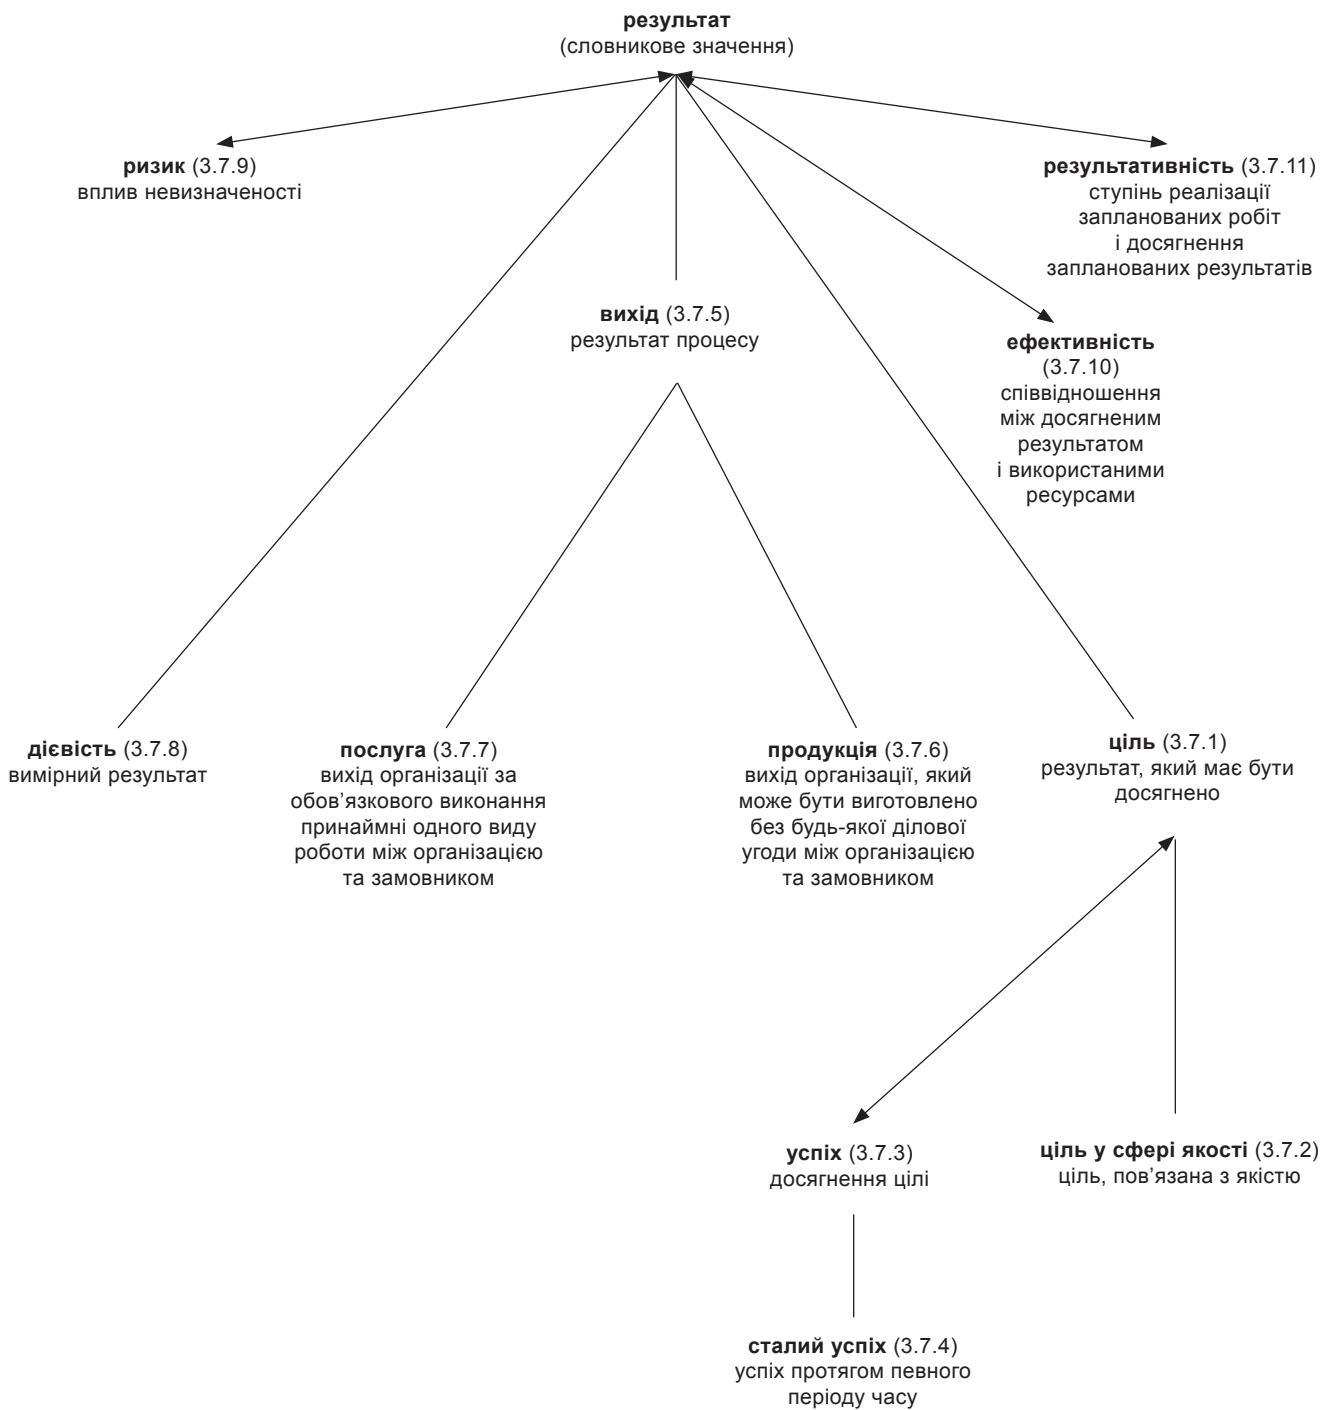 результат
(словникове значення)
ризик (3.7.9)
вплив невизначеності
результативність (3.7.11)
ступінь реалізації
запланованих робіт
і досягнення
запланованих результатів
вихід (3.7.5)
результат процесу
ефективність
(3.7.10)
співвідношення
між досягненим
результатом
і використаними
ресурсами
дієвість (3.7.8)
вимірний результат
послуга (3.7.7)
вихід організації за
обов’язкового виконання
принаймні одного виду
роботи між організацією
та замовником
продукція (3.7.6)
вихід організації, який
може бути виготовлено
без будь-якої ділової
угоди між організацією
та замовником
ціль (3.7.1)
результат, який має бути
досягнено
успіх (3.7.3)
досягнення цілі
ціль у сфері якості (3.7.2)
ціль, пов’язана з якістю
сталий успіх (3.7.4)
успіх протягом певного
періоду часу